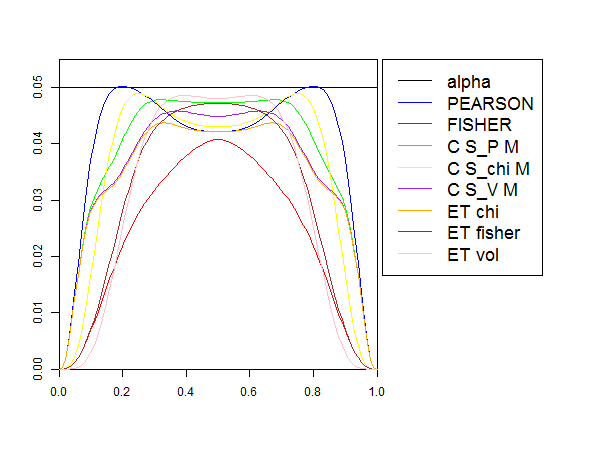 0.05
0.04
0.03
0.02
0.01
0.00
0.0 0.2 0.4 0.6 0.8 1.0
alpha
PEARSON
FISHER
C S_P M
C S_chi M
C S_V M
ET chi
ET fisher
ET vol